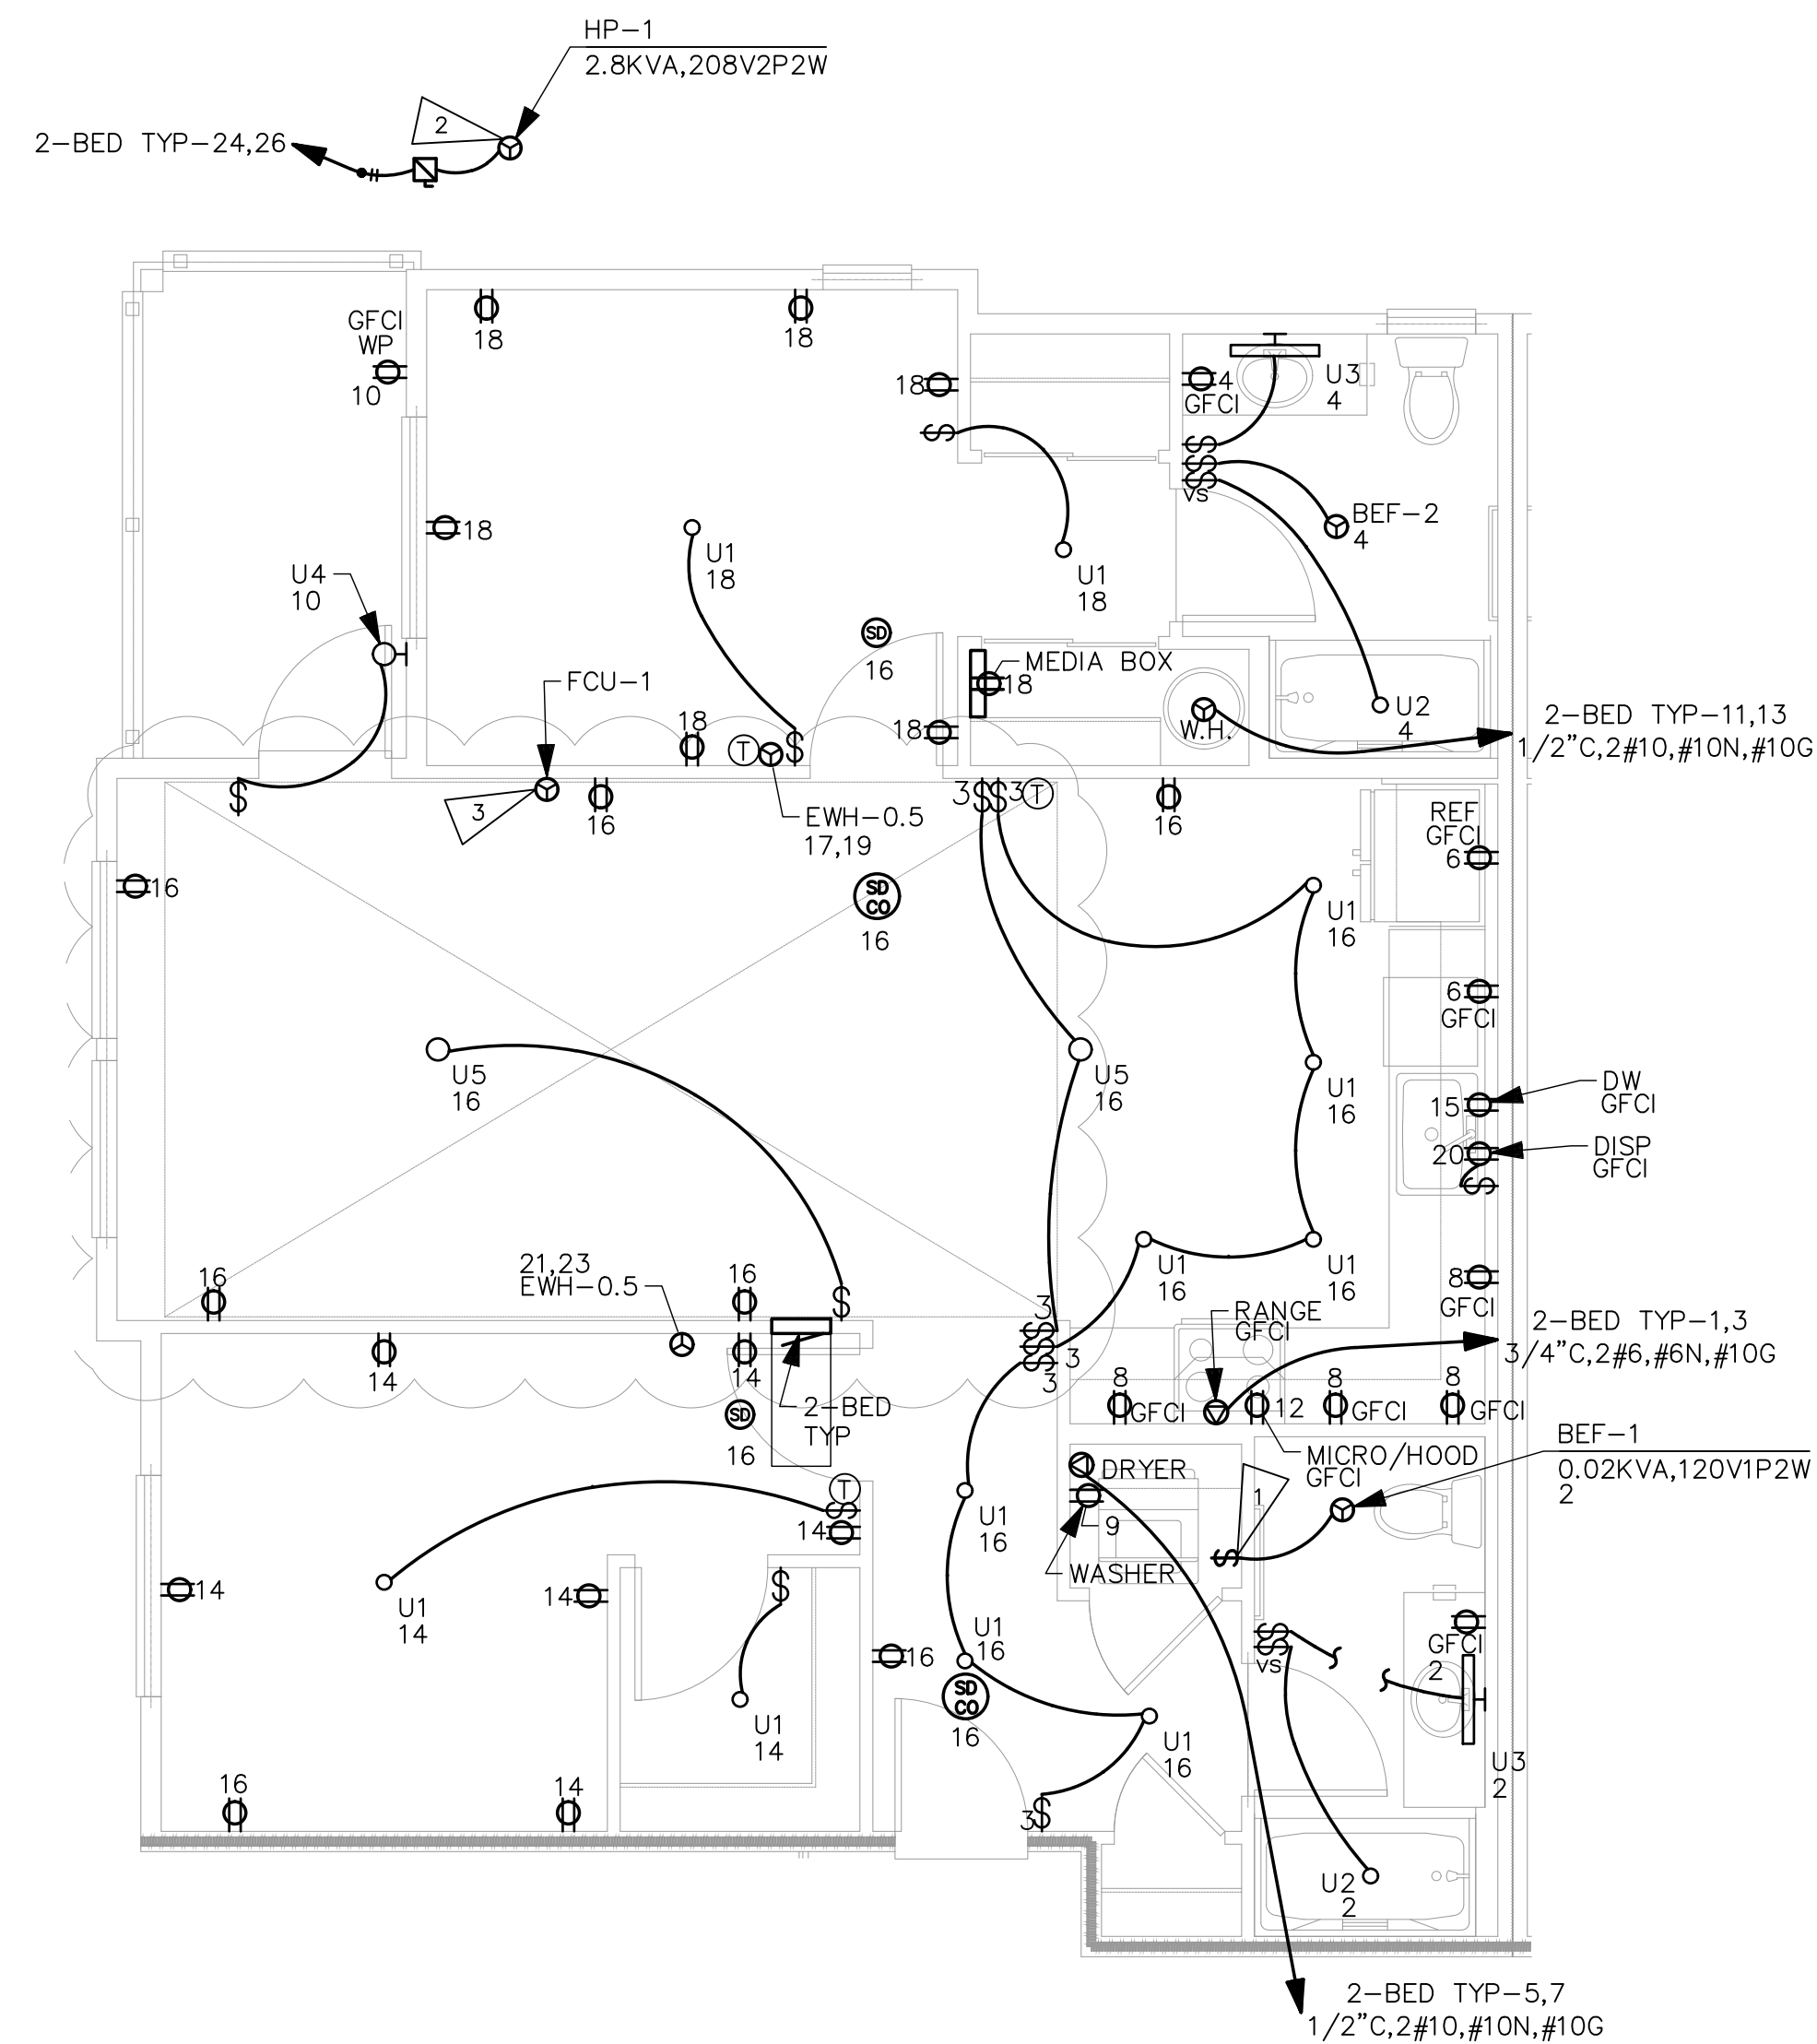 HP-1
2.8KVA,208V2P2W
2
2-BED TYP-24,26
GFCI
WP
10
18
18
18
4
GFCI
U3
4
vs
BEF-2
4
18
U1
18
U1
18
U4
10
SD
16
MEDIA BOX
18
FCU-1
18
18
T
W.H.
U2
4
2-BED TYP-11,13
1/2"C,2#10,#10N,#10G
3
16
EWH-0.5
17,19
3
3
T
16
REF
GFCI
6
16
SD
CO
16
U1
16
6
GFCI
U5
16
U5
16
U1
16
15
DW
GFCI
20
DISP
GFCI
16
21,23
EWH-0.5
16
U1
16
U1
16
8
GFCI
3
3
3
RANGE
GFCI
2-BED TYP-1,3
3/4"C,2#6,#6N,#10G
14
14
2-BED
TYP
SD
16
8
GFCI
12
8
GFCI
8
GFCI
MICRO/HOOD
GFCI
BEF-1
0.02KVA,120V1P2W
2
DRYER
1
T
14
9
WASHER
U1
16
14
U1
14
14
16
U1
16
SD
CO
16
vs
GFCI
2
U1
14
U1
16
U3
2
16
14
3
U2
2
2-BED TYP-5,7
1/2"C,2#10,#10N,#10G